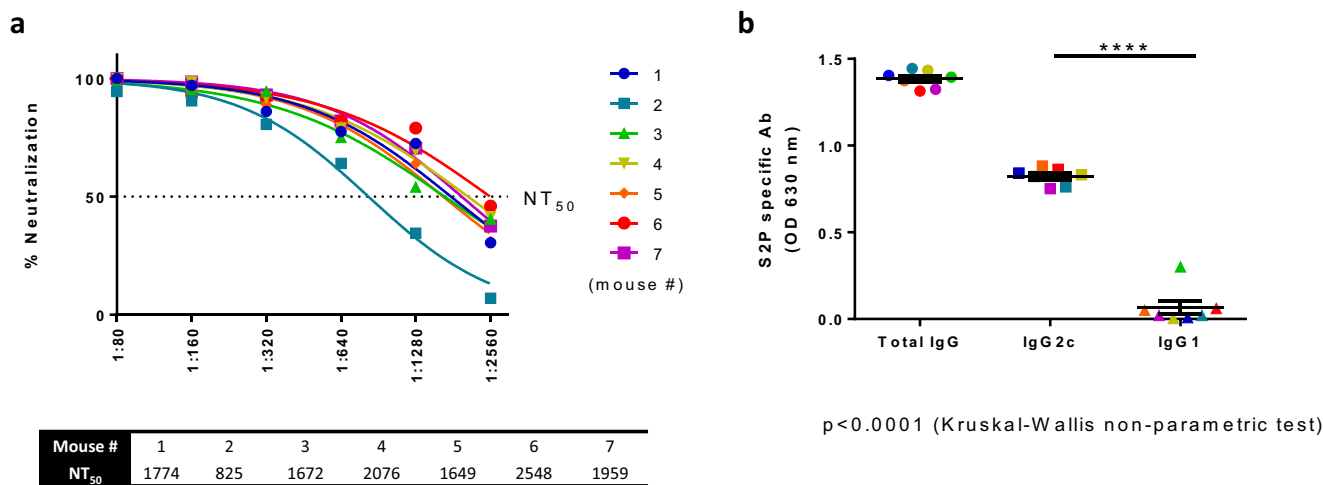 a
% Neutralization
100
50
0
NT50
1:80
1:160
1:320
1:640
1:1280
1:2560
1
2
3
4
5
6
7
(mouse #)
Mouse # 1 2 3 4 5 6 7
NT50 1774 825 1672 2076 1649 2548 1959
b
****
S2P specific Ab
(OD 630 nm)
1.5
1.0
0.5
0.0
Total IgG IgG2c IgG1
p<0.0001 (Kruskal-Wallis non-parametric test)